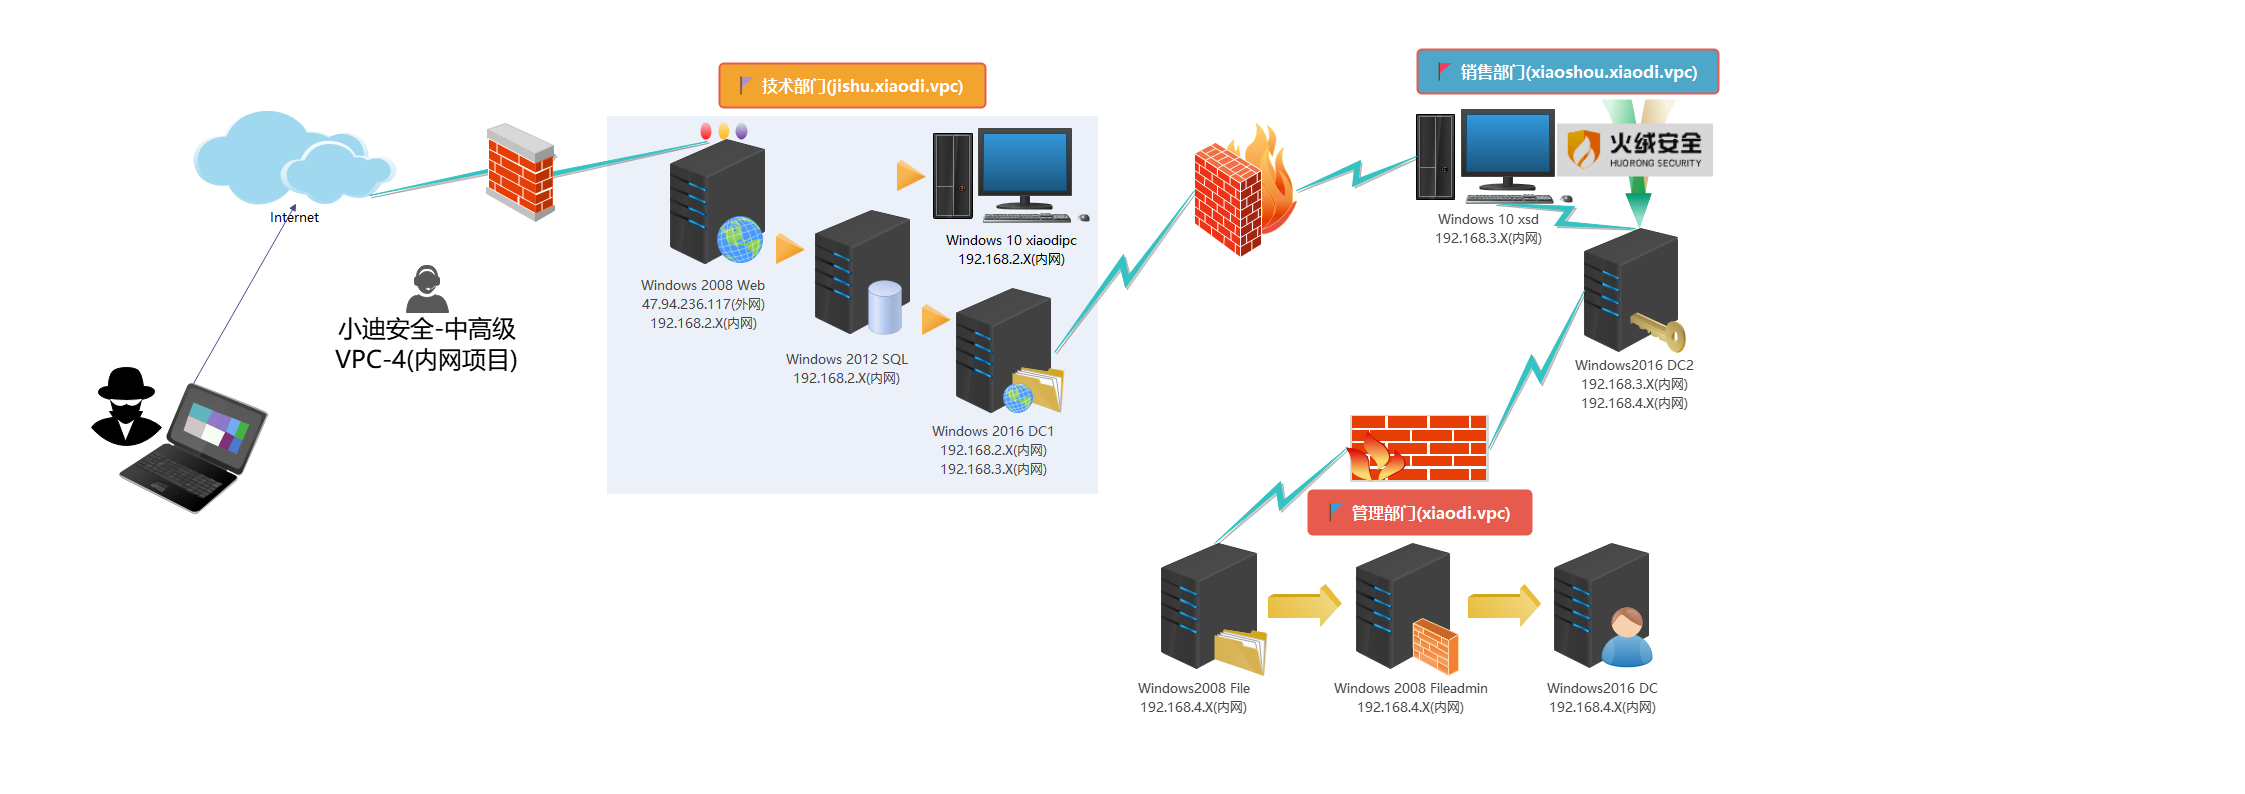 Internet
小迪安全-中高级
VPC-4(内网项目)
技术部门(jishu.xiaodi.vpc)
Windows 2008 Web
47.94.236.117(外网)
192.168.2.X(内网)
Windows 2012 SQL
192.168.2.X(内网)
Windows 10 xiaodipc
192.168.2.X(内网)
Windows 2016 DC1
192.168.2.X(内网)
192.168.3.X(内网)
销售部门(xiaoshou.xiaodi.vpc)
火绒安全
HUORONG SECURITY
Windows 10 xsd
192.168.3.X(内网)
Windows2016 DC2
192.168.3.X(内网)
192.168.4.X(内网)
管理部门(xiaodi.vpc)
Windows2008 File
192.168.4.X(内网)
Windows 2008 Fileadmin
192.168.4.X(内网)
Windows2016 DC
192.168.4.X(内网)